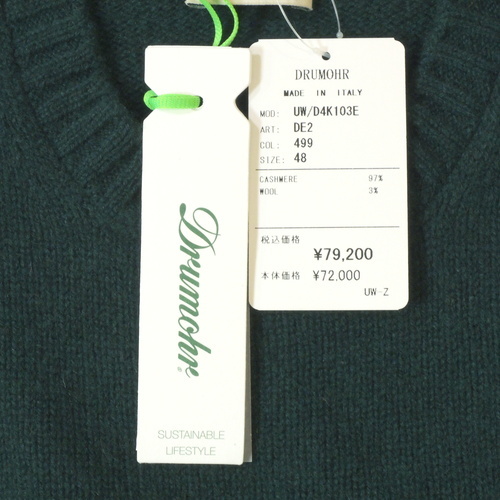 Drumohr
SUSTAINABLE
LIFESTYLE
DRUMOHR
MADE IN ITALY
MOD: UW/D4K103E
ART: DE2
COL: 499
SIZE: 48
CASHMERE 97%
WOOL 3%
税込価格
¥79,200
本体価格 ¥72,000
UW-Z